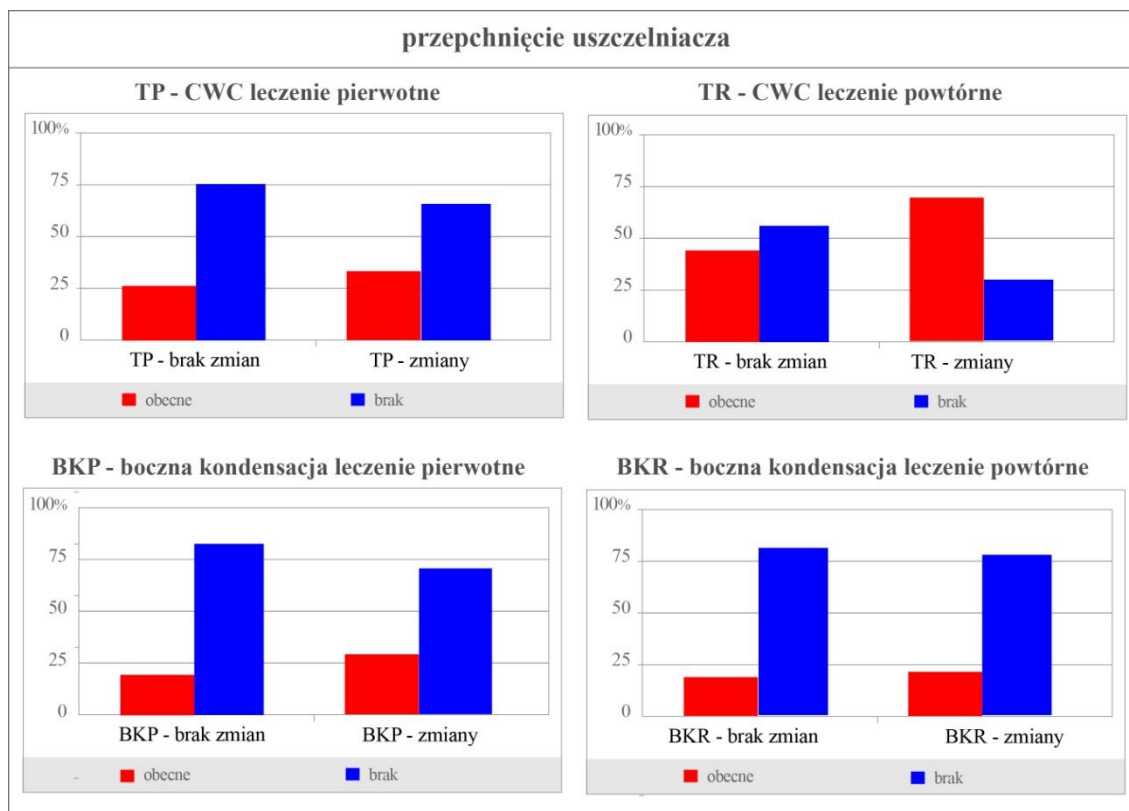 przepchnięcie uszczelniacza
TP - CWC leczenie pierwotne
100%
75
50
25
0
TP - brak zmian TP - zmiany
obecne brak
TR - CWC leczenie powtórne
100%
75
50
25
0
TR - brak zmian TR - zmiany
obecne brak
BKP - boczna kondensacja leczenie pierwotne
100%
75
50
25
0
BKP - brak zmian BKP - zmiany
obecne brak
BKR - boczna kondensacja leczenie powtórne
100%
75
50
25
0
BKR - brak zmian BKR - zmiany
obecne brak